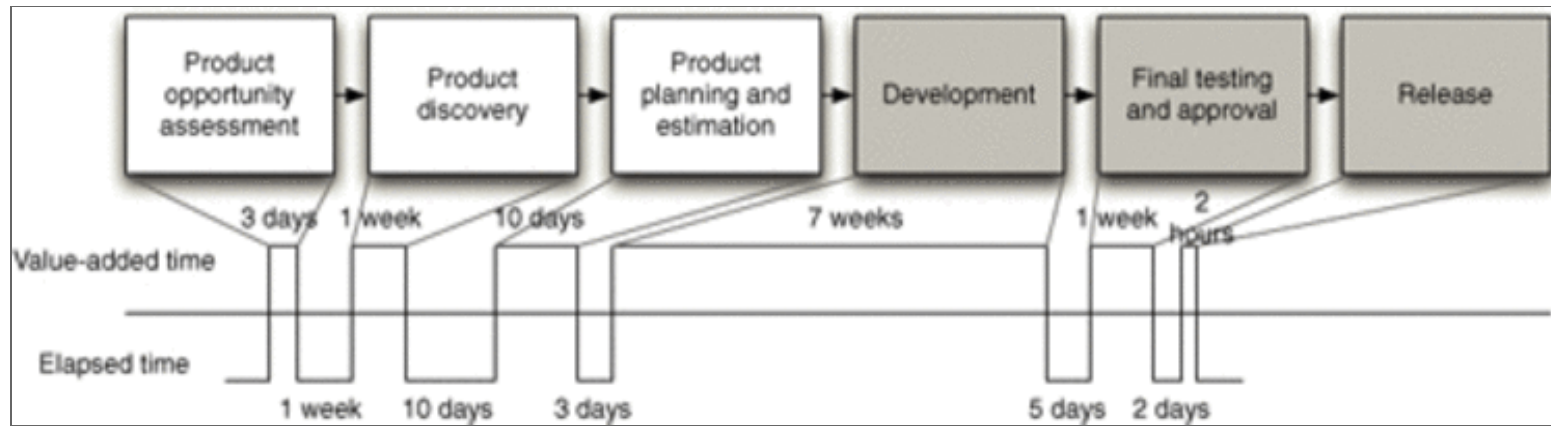 Product
opportunity
assessment
Product
discovery
Product
planning and
estimation
Development
Final testing
and approval
Release
3 days
1 week
10 days
7 weeks
1 week
2
hours
Value-added time
Elapsed time
1 week
10 days
3 days
5 days
2 days